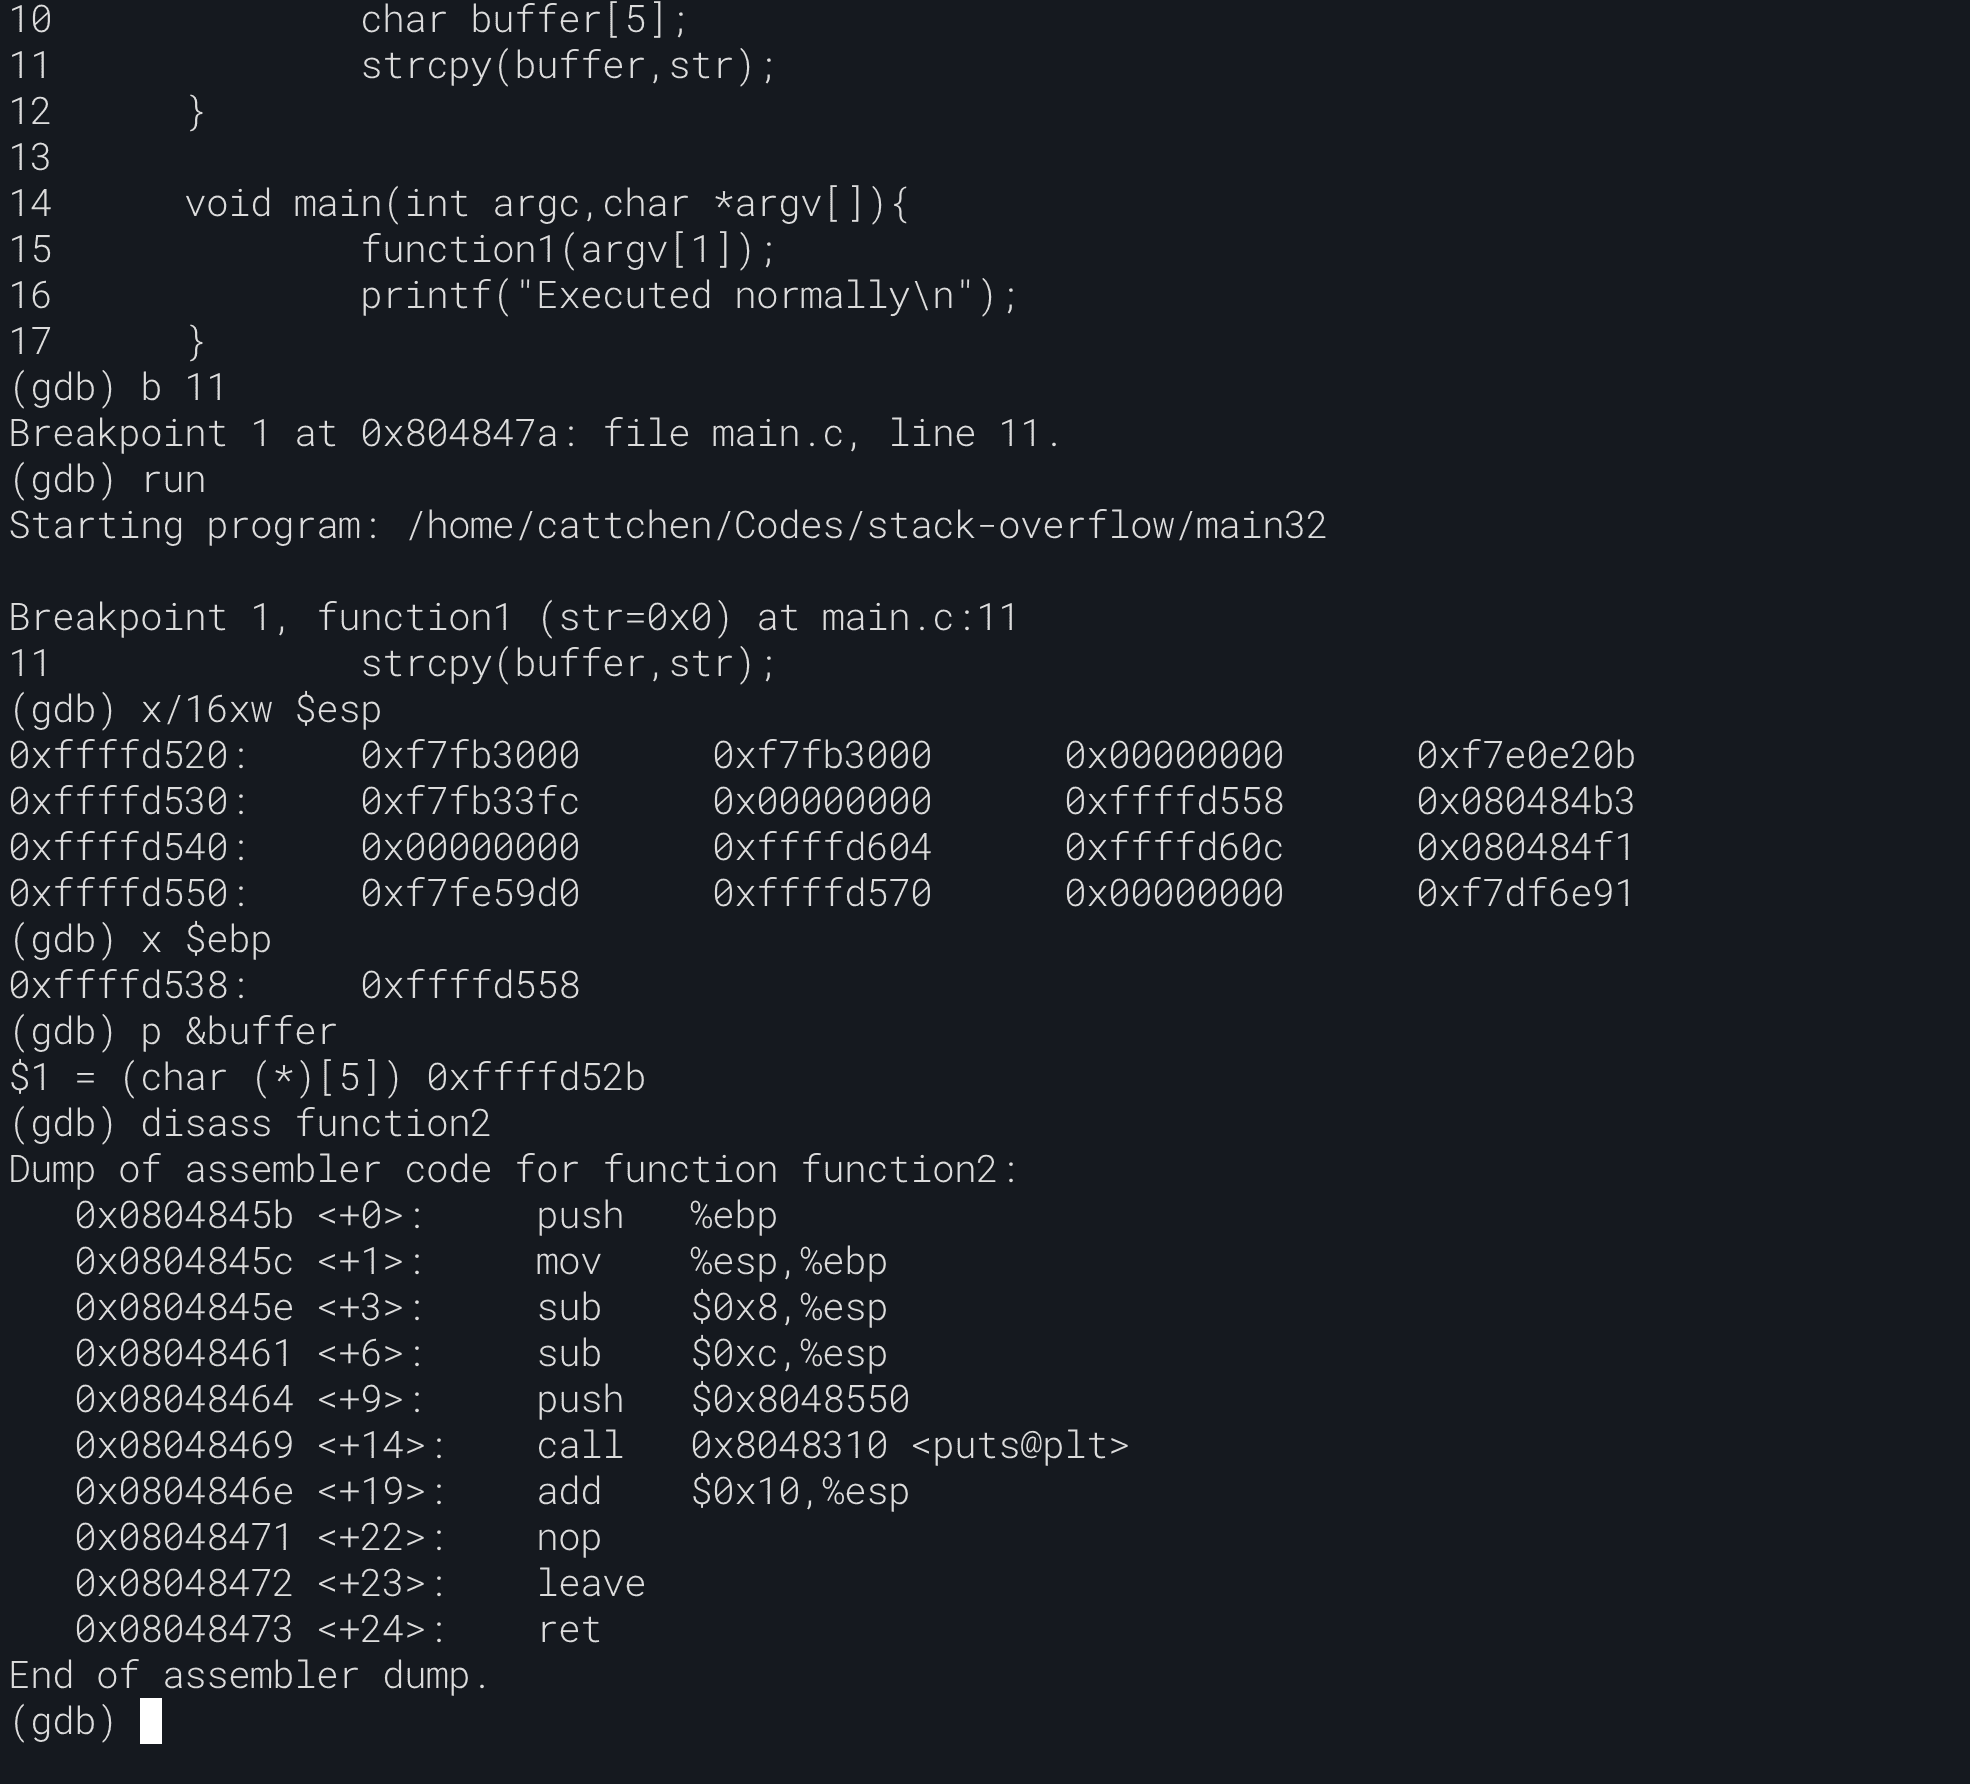 10              char buffer[5];
11              strcpy(buffer,str);
12      }
13
14      void main(int argc,char *argv[]){
15              function1(argv[1]);
16              printf("Executed normally\n");
17      }
(gdb) b 11
Breakpoint 1 at 0x804847a: file main.c, line 11.
(gdb) run
Starting program: /home/cattchen/Codes/stack-overflow/main32

Breakpoint 1, function1 (str=0x0) at main.c:11
11              strcpy(buffer,str);
(gdb) x/16xw $esp
0xffffd520:     0xf7fb3000      0xf7fb3000      0x00000000      0xf7e0e20b
0xffffd530:     0xf7fb33fc      0x00000000      0xffffd558      0x080484b3
0xffffd540:     0x00000000      0xffffd604      0xffffd60c      0x080484f1
0xffffd550:     0xf7fe59d0      0xffffd570      0x00000000      0xf7df6e91
(gdb) x $ebp
0xffffd538:     0xffffd558
(gdb) p &buffer
$1 = (char (*)[5]) 0xffffd52b
(gdb) disass function2
Dump of assembler code for function function2:
   0x0804845b <+0>:     push   %ebp
   0x0804845c <+1>:     mov    %esp,%ebp
   0x0804845e <+3>:     sub    $0x8,%esp
   0x08048461 <+6>:     sub    $0xc,%esp
   0x08048464 <+9>:     push   $0x8048550
   0x08048469 <+14>:    call   0x8048310 <puts@plt>
   0x0804846e <+19>:    add    $0x10,%esp
   0x08048471 <+22>:    nop
   0x08048472 <+23>:    leave
   0x08048473 <+24>:    ret
End of assembler dump.
(gdb)